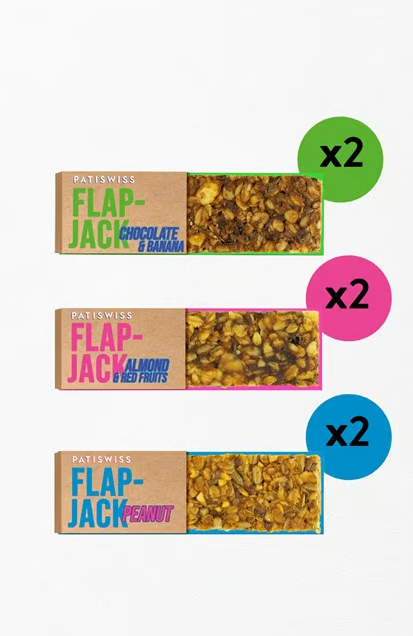 x2
PATISWISS
FLAP-
JACK CHOCOLATE
& BANANA
x2
PATISWISS
FLAP-
JACK ALMOND
& RED FRUITS
x2
PATISWISS
FLAP-
JACK PEANUT